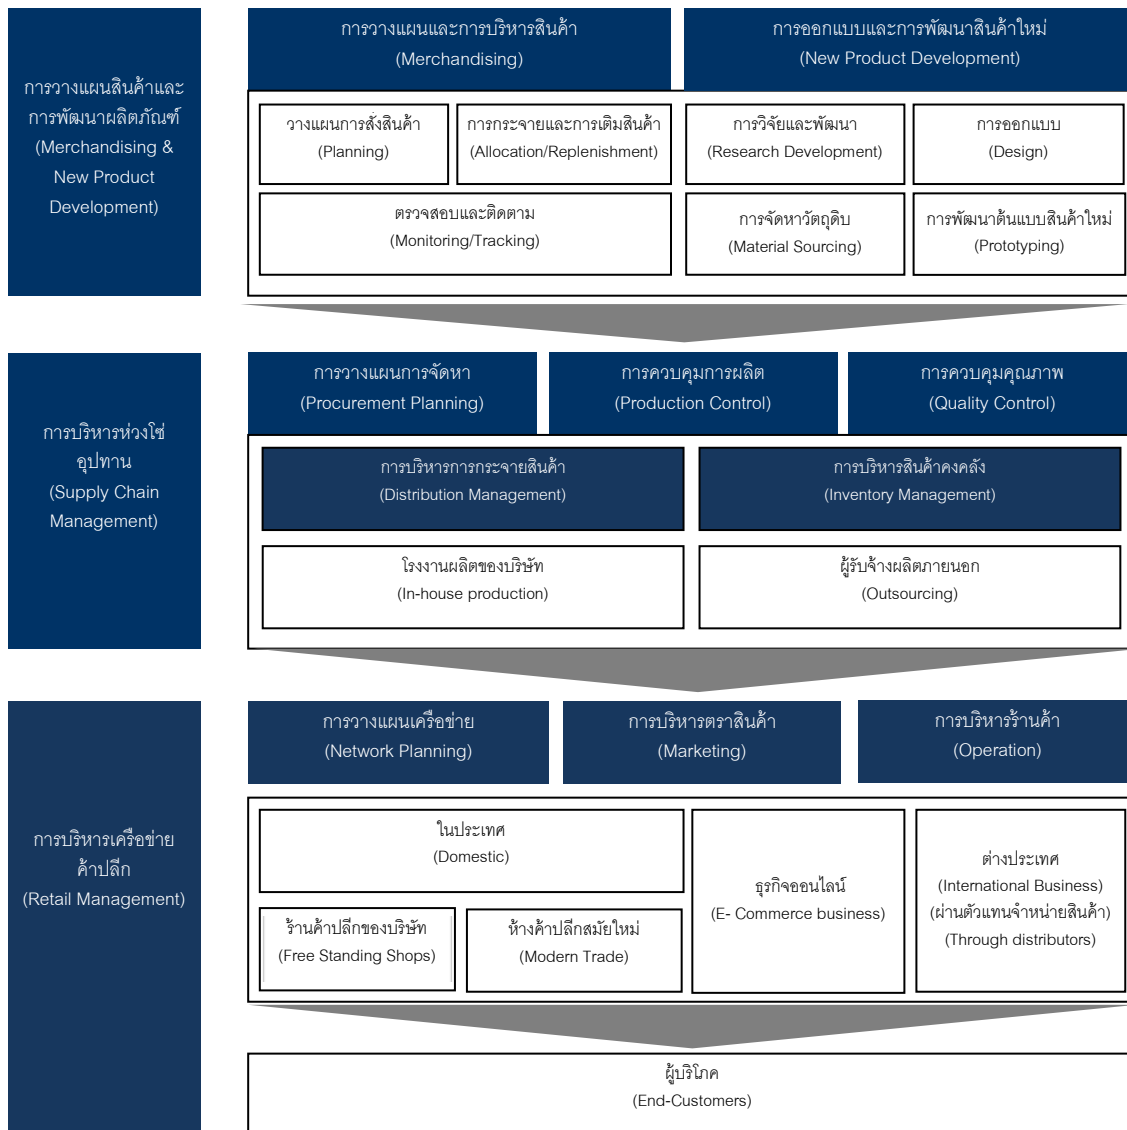 การวางแผนสินค้าและ
การพัฒนาผลิตภัณฑ์
(Merchandising &
New Product
Development)
การวางแผนและการบริหารสินค้า
(Merchandising)
การออกแบบและการพัฒนาสินค้าใหม่
(New Product Development)
วางแผนการสั่งสินค้า
(Planning)
การกระจายและการเติมสินค้า
(Allocation/Replenishment)
การวิจัยและพัฒนา
(Research Development)
การออกแบบ
(Design)
ตรวจสอบและติดตาม
(Monitoring/Tracking)
การจัดหาวัตถุดิบ
(Material Sourcing)
การพัฒนาต้นแบบสินค้าใหม่
(Prototyping)
การบริหารห่วงโซ่
อุปทาน
(Supply Chain
Management)
การวางแผนการจัดหา
(Procurement Planning)
การควบคุมการผลิต
(Production Control)
การควบคุมคุณภาพ
(Quality Control)
การบริหารการกระจายสินค้า
(Distribution Management)
การบริหารสินค้าคงคลัง
(Inventory Management)
โรงงานผลิตของบริษัท
(In-house production)
ผู้รับจ้างผลิตภายนอก
(Outsourcing)
การบริหารเครือข่าย
ค้าปลีก
(Retail Management)
การวางแผนเครือข่าย
(Network Planning)
การบริหารตราสินค้า
(Marketing)
การบริหารร้านค้า
(Operation)
ในประเทศ
(Domestic)
ร้านค้าปลีกของบริษัท
(Free Standing Shops)
ห้างค้าปลีกสมัยใหม่
(Modern Trade)
ธุรกิจออนไลน์
(E- Commerce business)
ต่างประเทศ
(International Business)
(ผ่านตัวแทนจำหน่ายสินค้า)
(Through distributors)
ผู้บริโภค
(End-Customers)